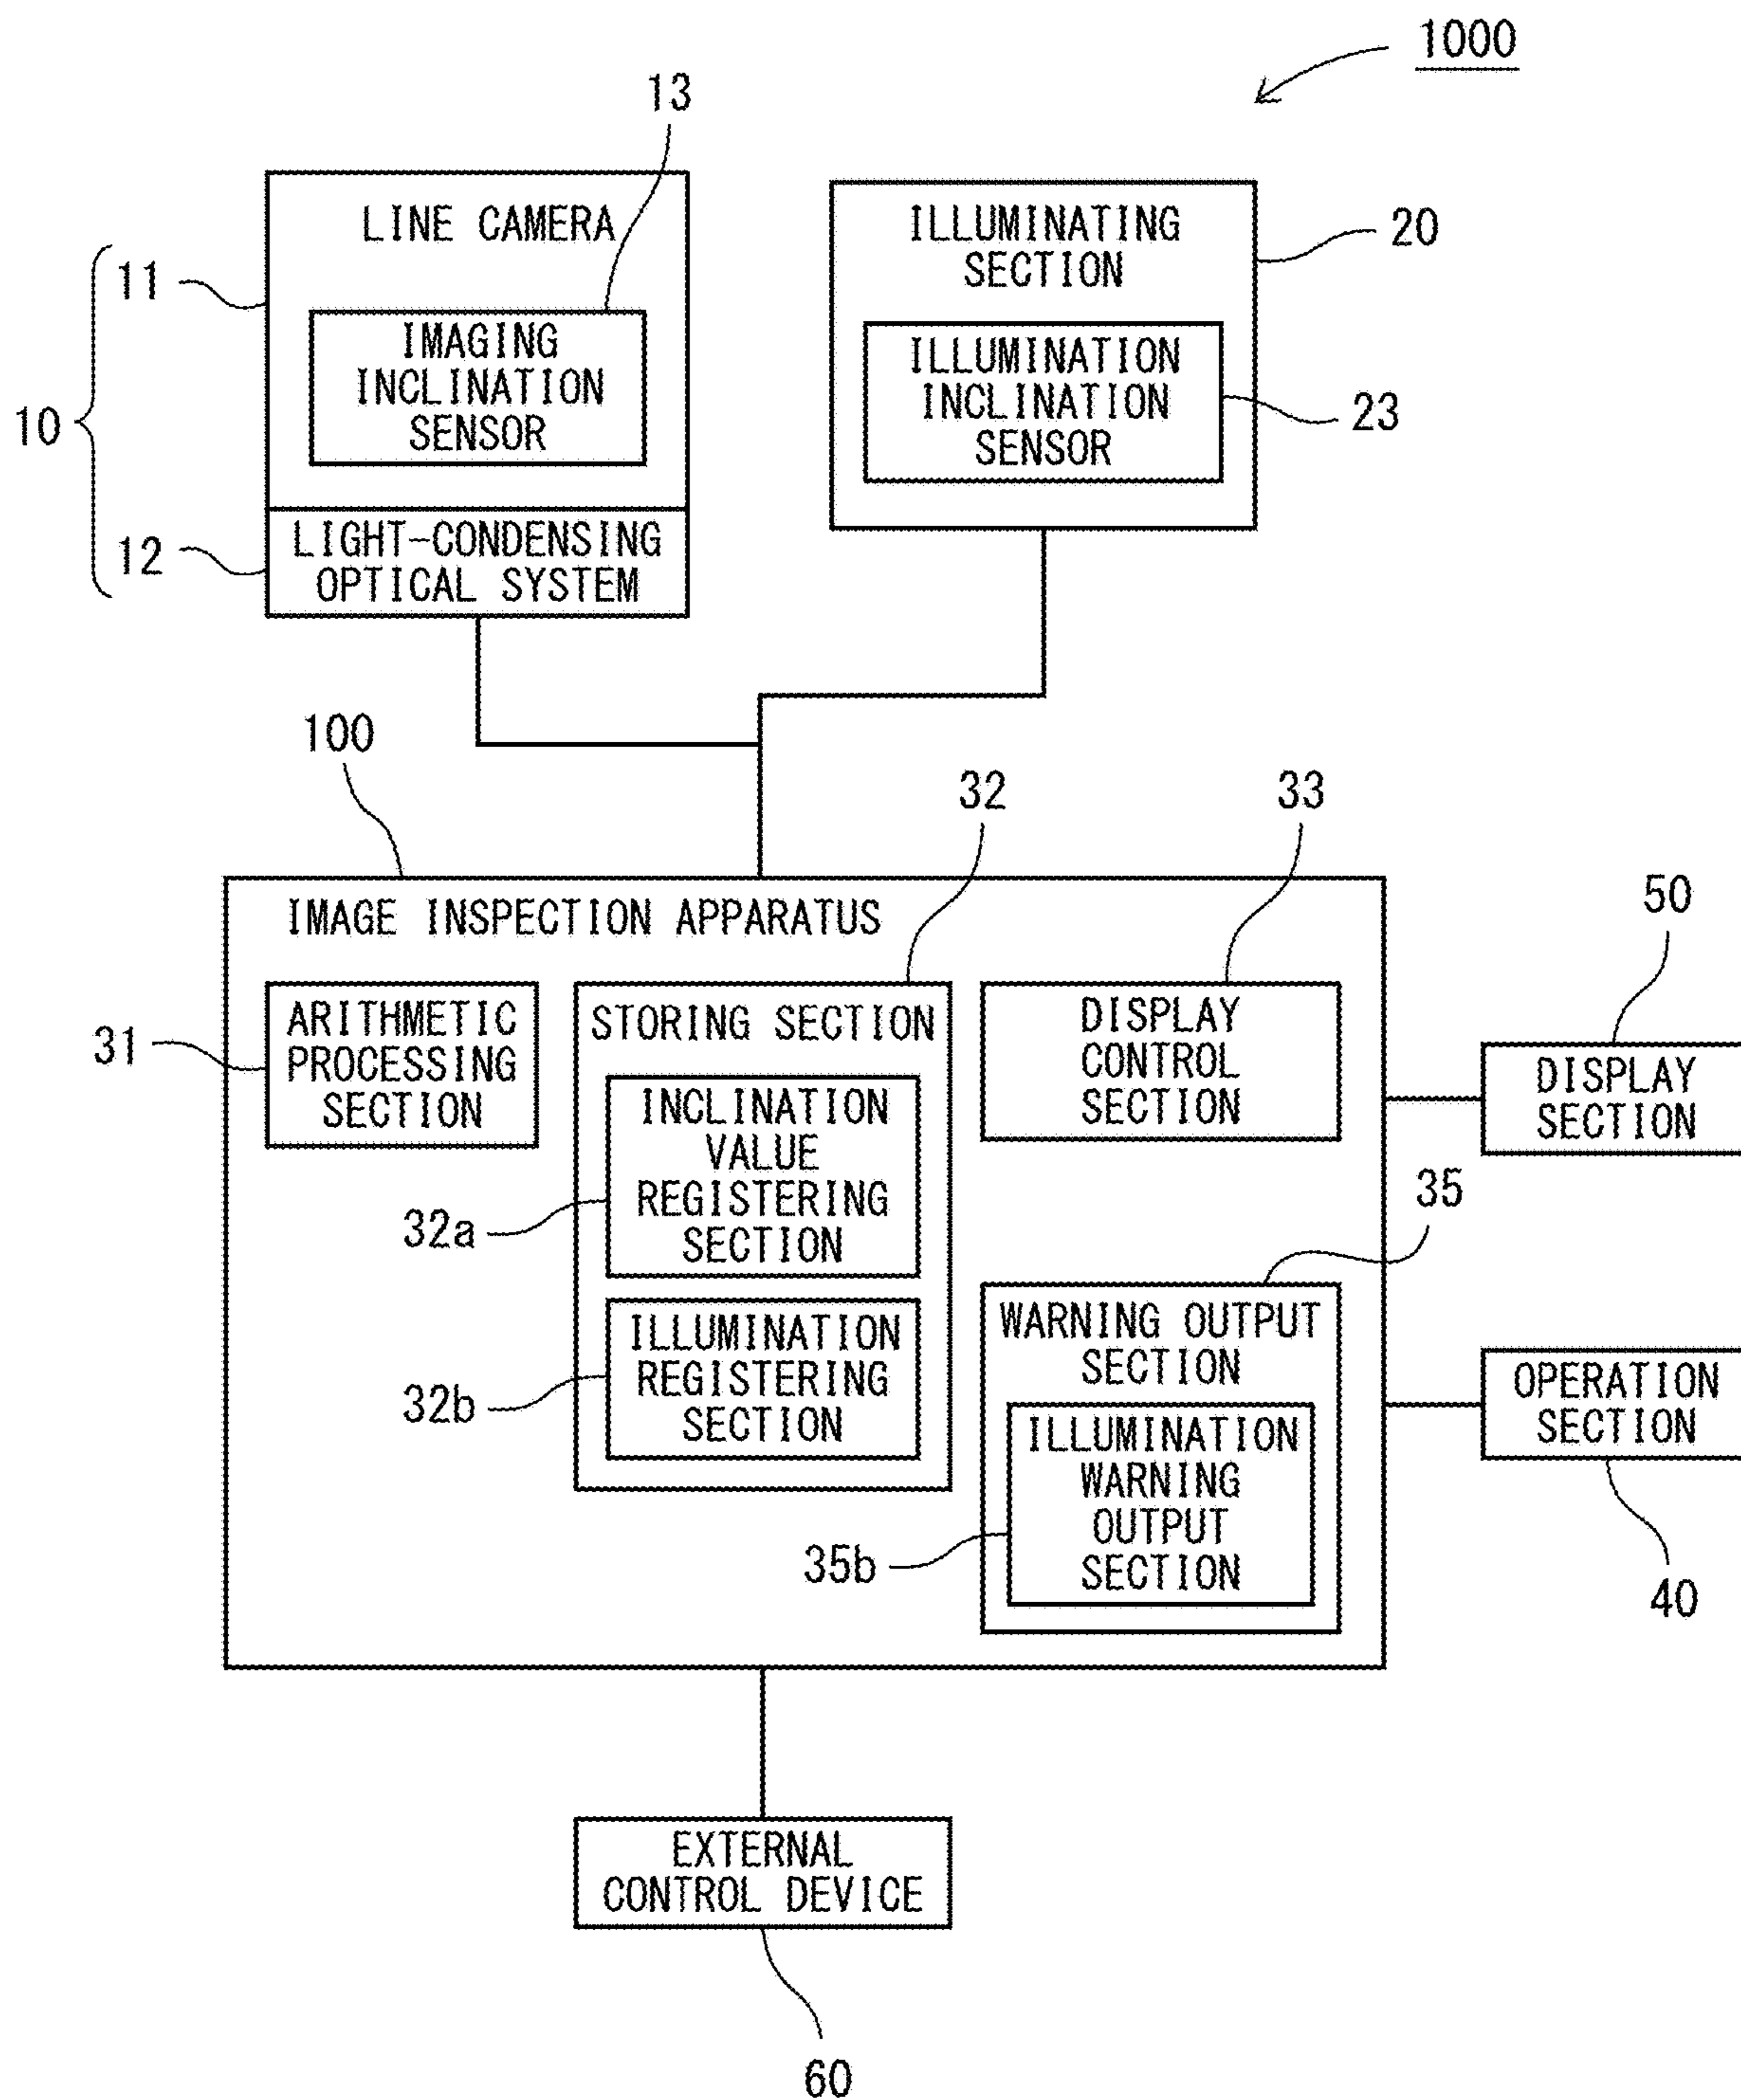 1000
13
LINE CAMERA
11
IMAGING
INCLINATION
SENSOR
10
12
LIGHT-CONDENSING
OPTICAL SYSTEM
ILLUMINATING
SECTION
20
ILLUMINATION
INCLINATION
SENSOR
23
100
32
33
IMAGE INSPECTION APPARATUS
31
ARITHMETIC
PROCESSING
SECTION
STORING SECTION
INCLINATION
VALUE
REGISTERING
SECTION
32a
ILLUMINATION
REGISTERING
SECTION
32b
DISPLAY
CONTROL
SECTION
35
WARNING OUTPUT
SECTION
ILLUMINATION
WARNING
OUTPUT
SECTION
35b
50
DISPLAY
SECTION
OPERATION
SECTION
40
EXTERNAL
CONTROL DEVICE
60